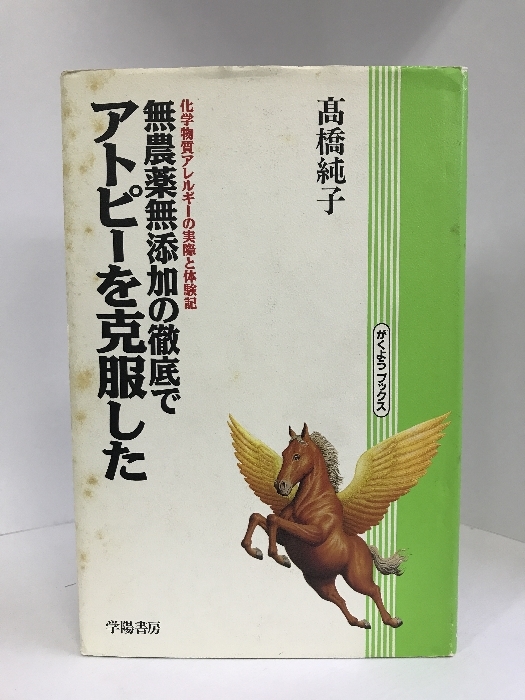 髙橋純子
化学物質アレルギーの実際と体験記
無農薬無添加の徹底で
アトピーを克服した
がくようブックス
学陽書房